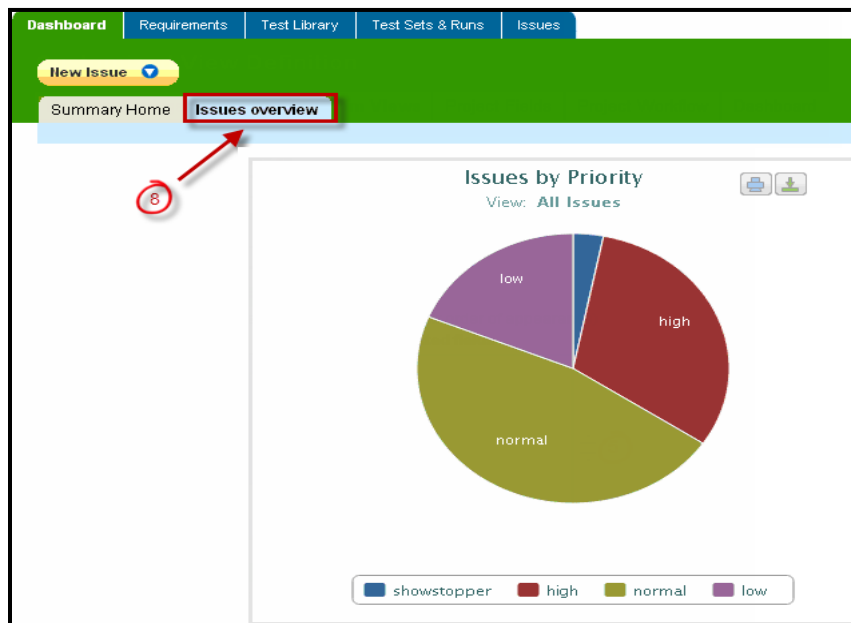 Dashboard Requirements Test Library Test Sets & Runs Issues
New Issue
Summary Home Issues overview
8
Issues by Priority
View: All Issues
low
high
normal
showstopper high normal low